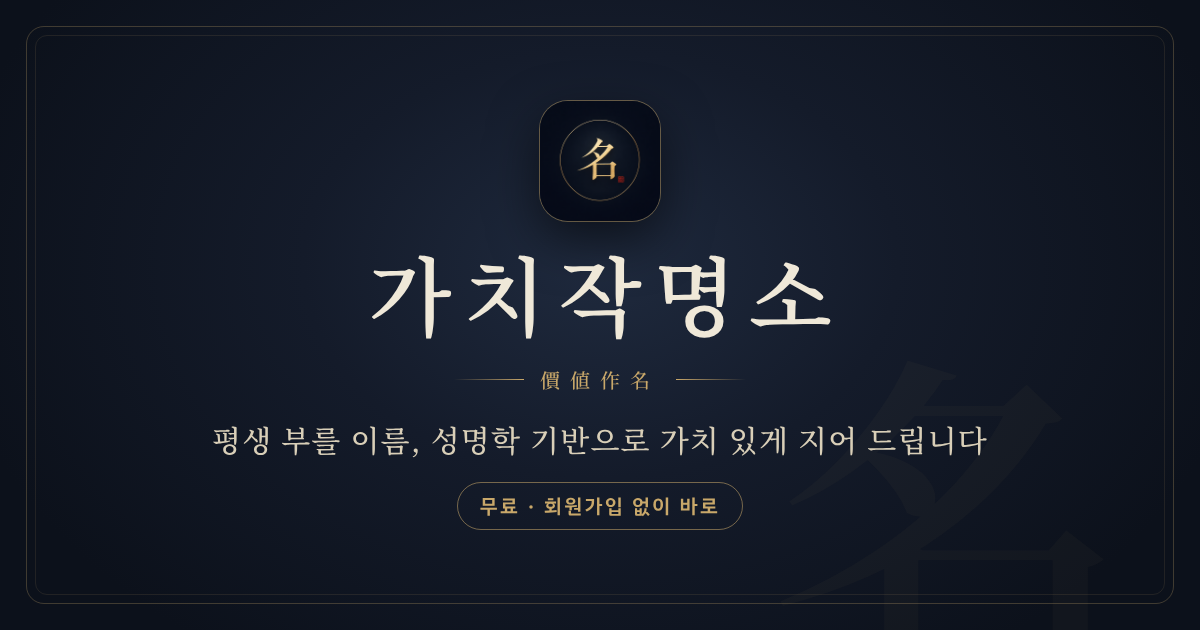 名
가치작명소
價値作名
평생 부를 이름, 성명학 기반으로 가치 있게 지어 드립니다
무료 · 회원가입 없이 바로
名